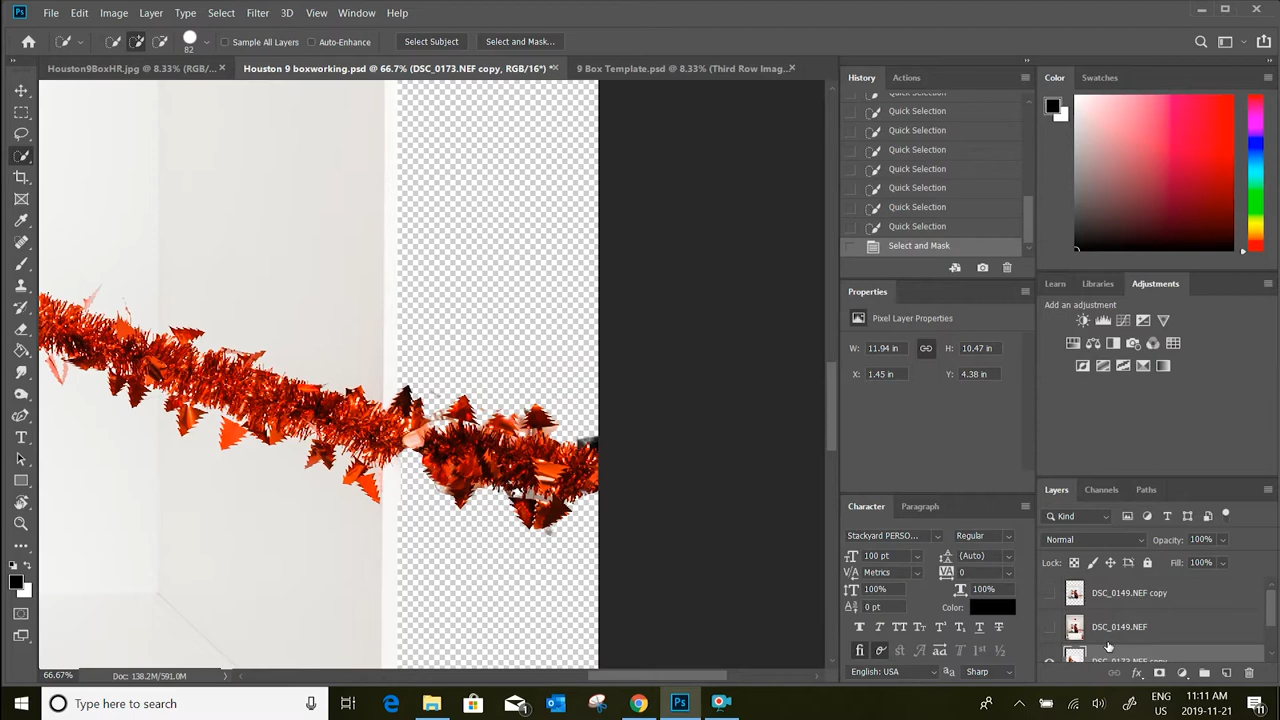 Ps File Edit Image Layer Type Select Filter 3D View Window Help
82 Sample All Layers Auto-Enhance Select Subject Select and Mask...
Houston9BoxHR.jpg @ 8.33% (RGB/... × Houston 9 boxworking.psd @ 66.7% (DSC_0173.NEF copy, RGB/16*) * × 9 Box Template.psd @ 8.33% (Third Row Imag... ×
History Actions
Quick Selection
Quick Selection
Quick Selection
Quick Selection
Quick Selection
Quick Selection
Quick Selection
Select and Mask
Properties
Pixel Layer Properties
W: 11.94 in H: 10.47 in
X: 1.45 in Y: 4.38 in
Character Paragraph
Stackyard PERSO... Regular
100 pt (Auto)
Metrics 0
100% 100%
0 pt Color:
English: USA Sharp
Color Swatches
Learn Libraries Adjustments
Add an adjustment
Layers Channels Paths
Kind
Normal Opacity: 100%
Lock: Fill: 100%
DSC_0149.NEF copy
DSC_0149.NEF
DSC_0173.NEF copy
66.67% Doc: 138.2M/591.0M
Type here to search
1
Ps
ENG
US
11:11 AM
2019-11-21
11